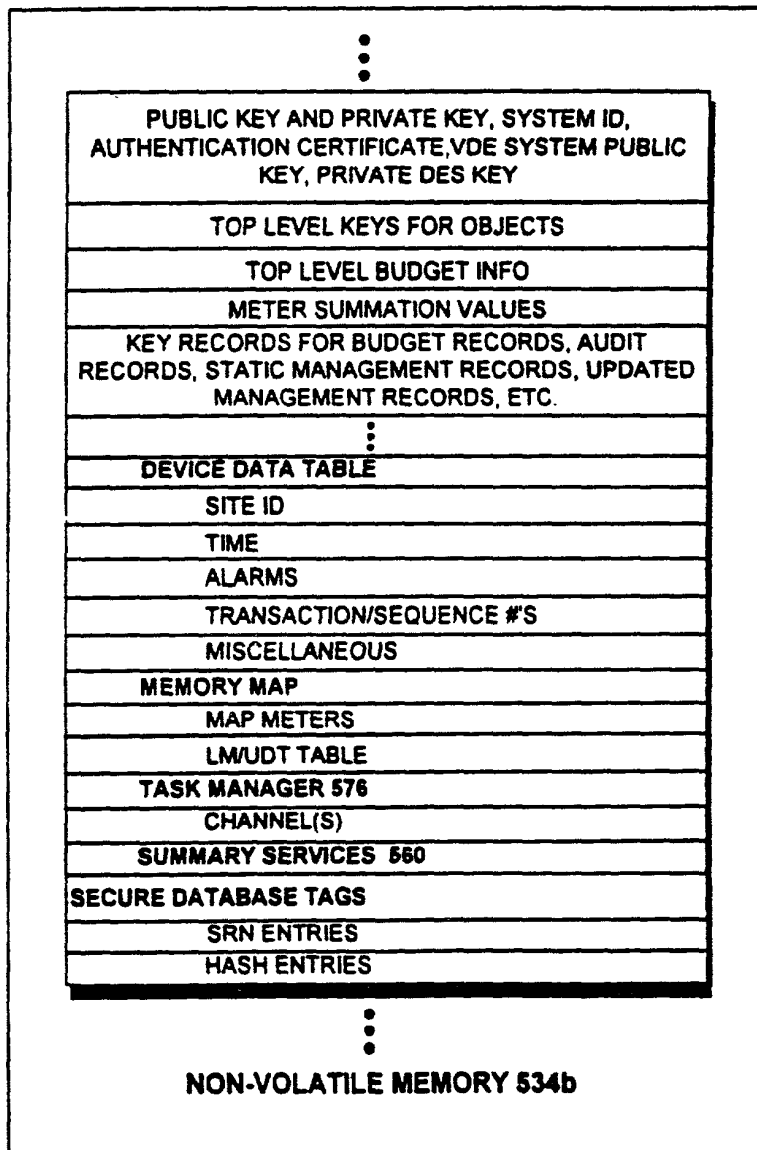 PUBLIC KEY AND PRIVATE KEY, SYSTEM ID,
AUTHENTICATION CERTIFICATE,VDE SYSTEM PUBLIC
KEY, PRIVATE DES KEY
TOP LEVEL KEYS FOR OBJECTS
TOP LEVEL BUDGET INFO
METER SUMMATION VALUES
KEY RECORDS FOR BUDGET RECORDS, AUDIT
RECORDS, STATIC MANAGEMENT RECORDS, UPDATED
MANAGEMENT RECORDS, ETC.
DEVICE DATA TABLE
SITE ID
TIME
ALARMS
TRANSACTION/SEQUENCE #'S
MISCELLANEOUS
MEMORY MAP
MAP METERS
LM/UDT TABLE
TASK MANAGER 576
CHANNEL(S)
SUMMARY SERVICES 560
SECURE DATABASE TAGS
SRN ENTRIES
HASH ENTRIES
NON-VOLATILE MEMORY 534b